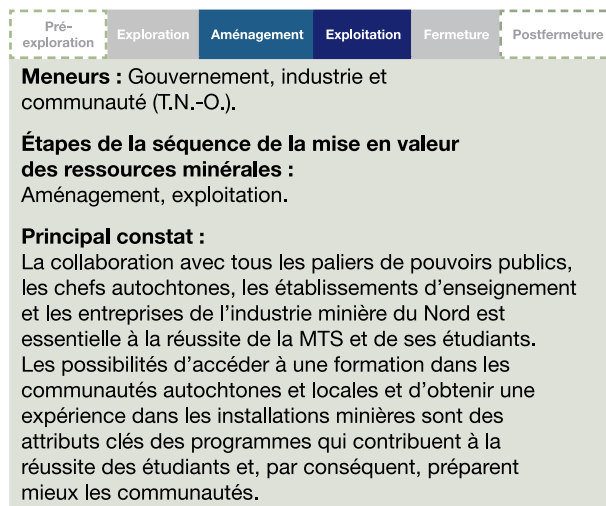 Pré-
exploration
Exploration
Aménagement
Exploitation
Fermeture
Postfermeture
Meneurs : Gouvernement, industrie et
communauté (T.N.-O.).
Étapes de la séquence de la mise en valeur
des ressources minérales :
Aménagement, exploitation.
Principal constat :
La collaboration avec tous les paliers de pouvoirs publics,
les chefs autochtones, les établissements d’enseignement
et les entreprises de l’industrie minière du Nord est
essentielle à la réussite de la MTS et de ses étudiants.
Les possibilités d’accéder à une formation dans les
communautés autochtones et locales et d’obtenir une
expérience dans les installations minières sont des
attributs clés des programmes qui contribuent à la
réussite des étudiants et, par conséquent, préparent
mieux les communautés.